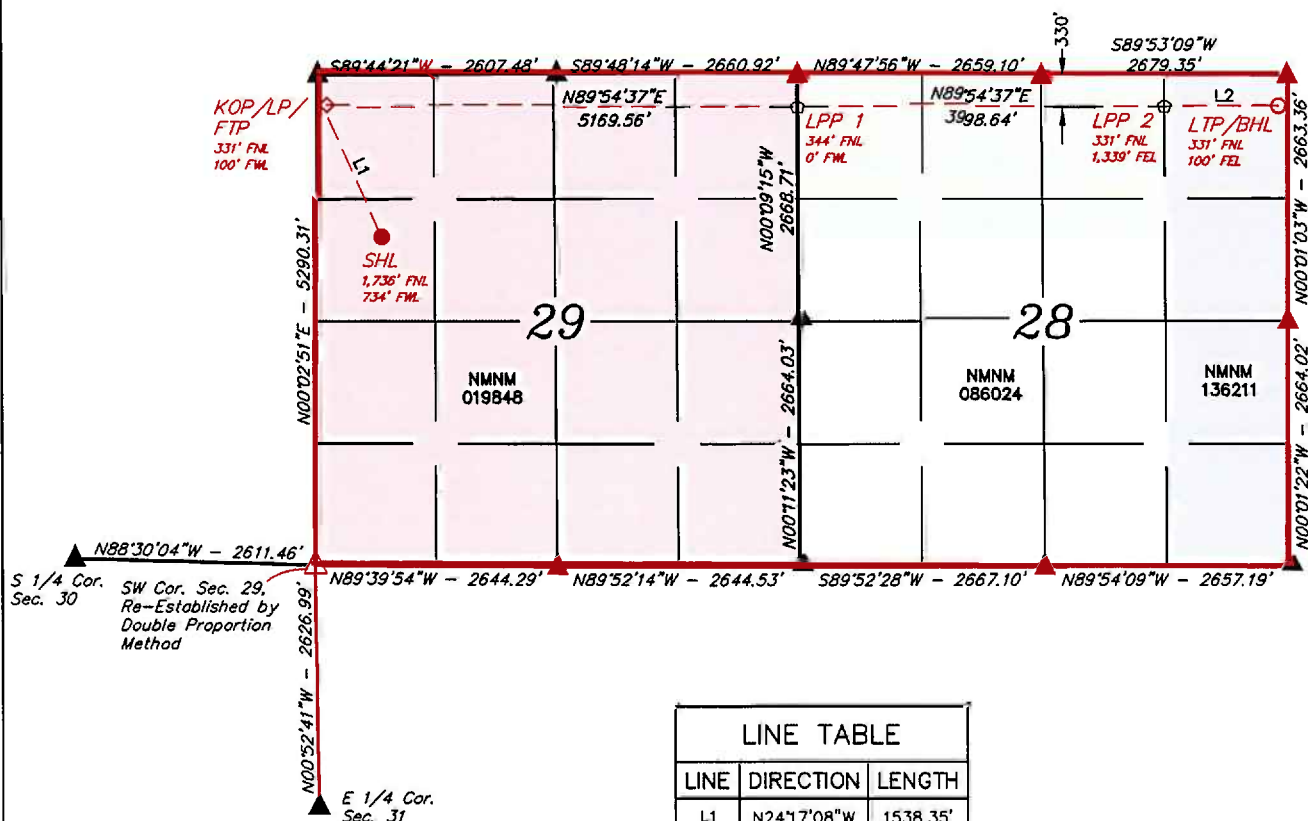 330'
S89°53'09"W
2679.35'
S89°44'21"W - 2607.48'
S89°48'14"W - 2660.92'
N89°47'56"W - 2659.10'
KOP/LP/
FTP
331' FNL
100' FWL
N89°54'37"E
5169.56'
LPP 1
344' FNL
0' FWL
N89°54'37"E
3998.64'
LPP 2
331' FNL
1,339' FEL
L2
LTP/BHL
331' FNL
100' FEL
L1
SHL
1,736' FNL
734' FWL
N00°09'15"W
2668.71'
N00°01'03"W - 2663.36'
N00°02'51"E - 5290.31'
29
28
NMNM
019848
NMNM
086024
NMNM
136211
N00°11'23"W - 2664.03'
N00°01'22"W - 2664.02'
N88°30'04"W - 2611.46'
S 1/4 Cor.
Sec. 30
SW Cor. Sec. 29,
Re-Established by
Double Proportion
Method
N89°39'54"W - 2644.29'
N89°52'14"W - 2644.53'
S89°52'28"W - 2667.10'
N89°54'09"W - 2657.19'
N00°52'41"W - 2626.99'
E 1/4 Cor.
Sec. 31
LINE TABLE
LINE DIRECTION LENGTH
L1 N24°17'08"W 1538.35'